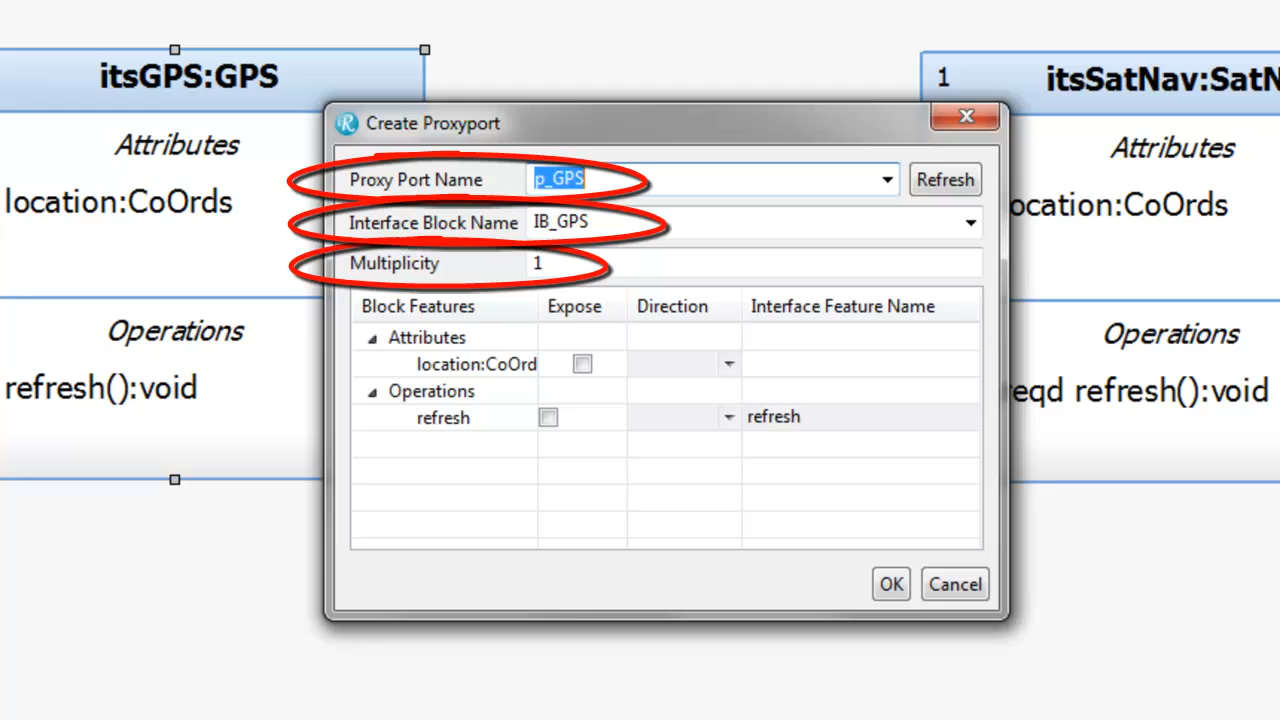 itsGPS:GPS
Attributes
location:CoOrds
Operations
refresh():void
1 itsSatNav:SatN
Attributes
ocation:CoOrds
Operations
reqd refresh():void
Create Proxyport
Proxy Port Name p_GPS Refresh
Interface Block Name IB_GPS
Multiplicity 1
Block Features Expose Direction Interface Feature Name
Attributes
location:CoOrd
Operations
refresh refresh
OK Cancel